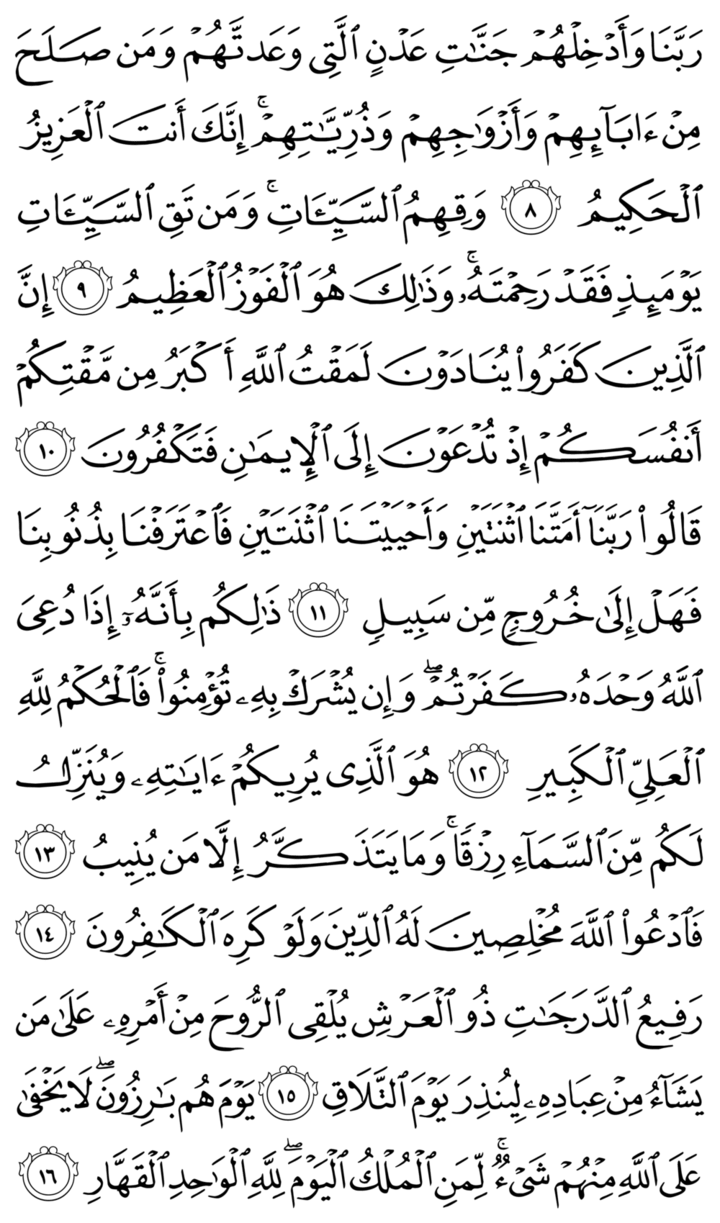 رَبَّنَا وَأَدْخِلْهُمْ جَنَّـٰتِ عَدْنٍ ٱلَّتِى وَعَدتَّهُمْ وَمَن صَلَحَ
مِنْ ءَابَآئِهِمْ وَأَزْوَٰجِهِمْ وَذُرِّيَّـٰتِهِمْ ۚ إِنَّكَ أَنتَ ٱلْعَزِيزُ
ٱلْحَكِيمُ ٨ وَقِهِمُ ٱلسَّيِّـَٔاتِ ۚ وَمَن تَقِ ٱلسَّيِّـَٔاتِ
يَوْمَئِذٍ فَقَدْ رَحِمْتَهُۥ ۚ وَذَٰلِكَ هُوَ ٱلْفَوْزُ ٱلْعَظِيمُ ٩ إِنَّ
ٱلَّذِينَ كَفَرُوا۟ يُنَادَوْنَ لَمَقْتُ ٱللَّهِ أَكْبَرُ مِن مَّقْتِكُمْ
أَنفُسَكُمْ إِذْ تُدْعَوْنَ إِلَى ٱلْإِيمَـٰنِ فَتَكْفُرُونَ ١٠
قَالُوا۟ رَبَّنَآ أَمَتَّنَا ٱثْنَتَيْنِ وَأَحْيَيْتَنَا ٱثْنَتَيْنِ فَٱعْتَرَفْنَا بِذُنُوبِنَا
فَهَلْ إِلَىٰ خُرُوجٍ مِّن سَبِيلٍ ١١ ذَٰلِكُم بِأَنَّهُۥٓ إِذَا دُعِىَ
ٱللَّهُ وَحْدَهُۥ كَفَرْتُمْ ۖ وَإِن يُشْرَكْ بِهِۦ تُؤْمِنُوا۟ ۚ فَٱلْحُكْمُ لِلَّهِ
ٱلْعَلِىِّ ٱلْكَبِيرِ ١٢ هُوَ ٱلَّذِى يُرِيكُمْ ءَايَـٰتِهِۦ وَيُنَزِّلُ
لَكُم مِّنَ ٱلسَّمَآءِ رِزْقًا ۚ وَمَا يَتَذَكَّرُ إِلَّا مَن يُنِيبُ ١٣
فَٱدْعُوا۟ ٱللَّهَ مُخْلِصِينَ لَهُ ٱلدِّينَ وَلَوْ كَرِهَ ٱلْكَـٰفِرُونَ ١٤
رَفِيعُ ٱلدَّرَجَـٰتِ ذُو ٱلْعَرْشِ يُلْقِى ٱلرُّوحَ مِنْ أَمْرِهِۦ عَلَىٰ مَن
يَشَآءُ مِنْ عِبَادِهِۦ لِيُنذِرَ يَوْمَ ٱلتَّلَاقِ ١٥ يَوْمَ هُم بَـٰرِزُونَ ۖ لَا يَخْفَىٰ
عَلَى ٱللَّهِ مِنْهُمْ شَىْءٌ ۚ لِّمَنِ ٱلْمُلْكُ ٱلْيَوْمَ ۖ لِلَّهِ ٱلْوَٰحِدِ ٱلْقَهَّارِ ١٦